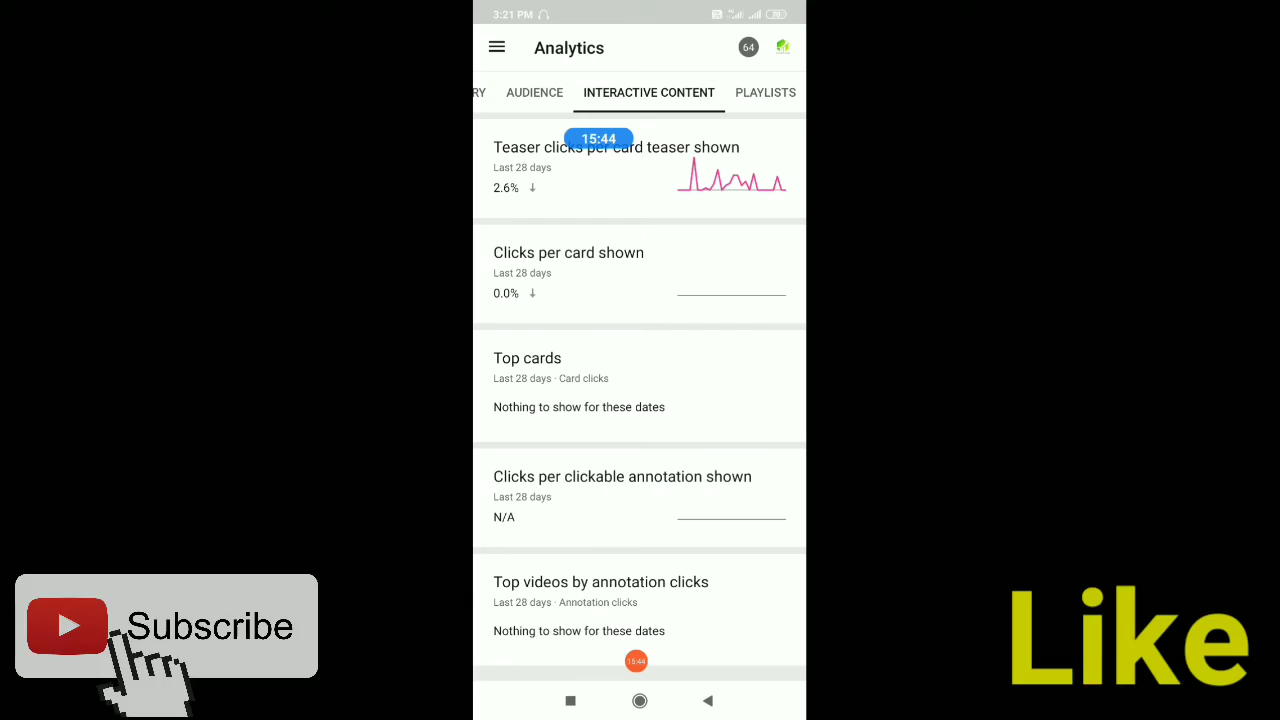 3:21 PM
Analytics
64
RY AUDIENCE INTERACTIVE CONTENT PLAYLISTS
15:44
Teaser clicks per card teaser shown
Last 28 days
2.6%
Clicks per card shown
Last 28 days
0.0%
Top cards
Last 28 days · Card clicks
Nothing to show for these dates
Clicks per clickable annotation shown
Last 28 days
N/A
Top videos by annotation clicks
Last 28 days · Annotation clicks
Nothing to show for these dates
15:44
Subscribe
Like